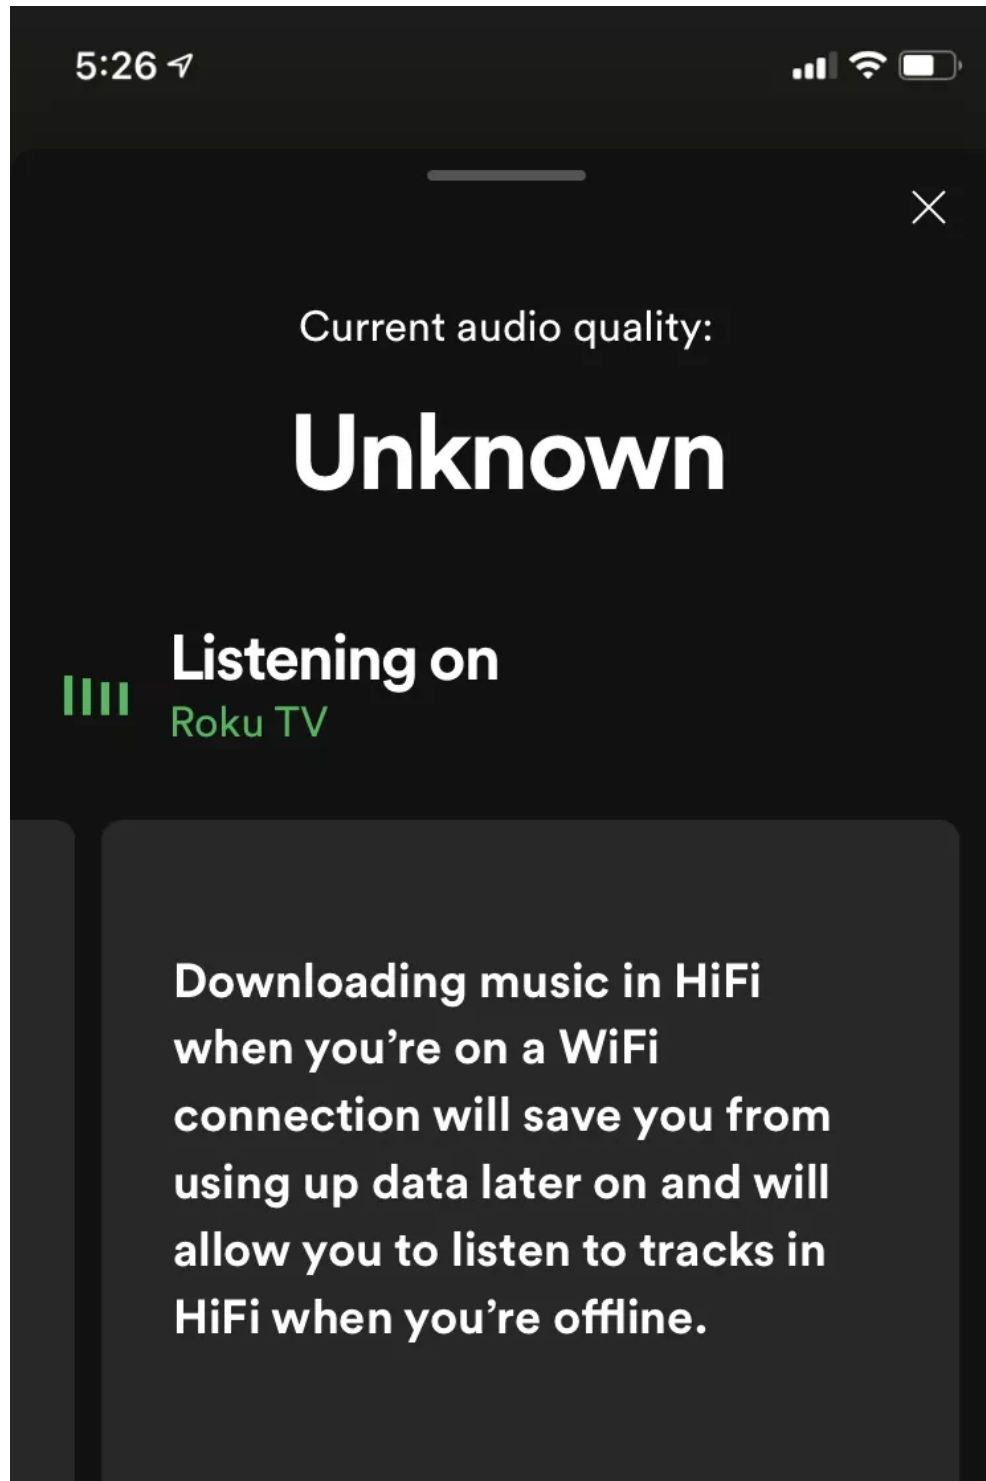 5:26
Current audio quality:
Unknown
Listening on
Roku TV
Downloading music in HiFi
when you’re on a WiFi
connection will save you from
using up data later on and will
allow you to listen to tracks in
HiFi when you’re offline.